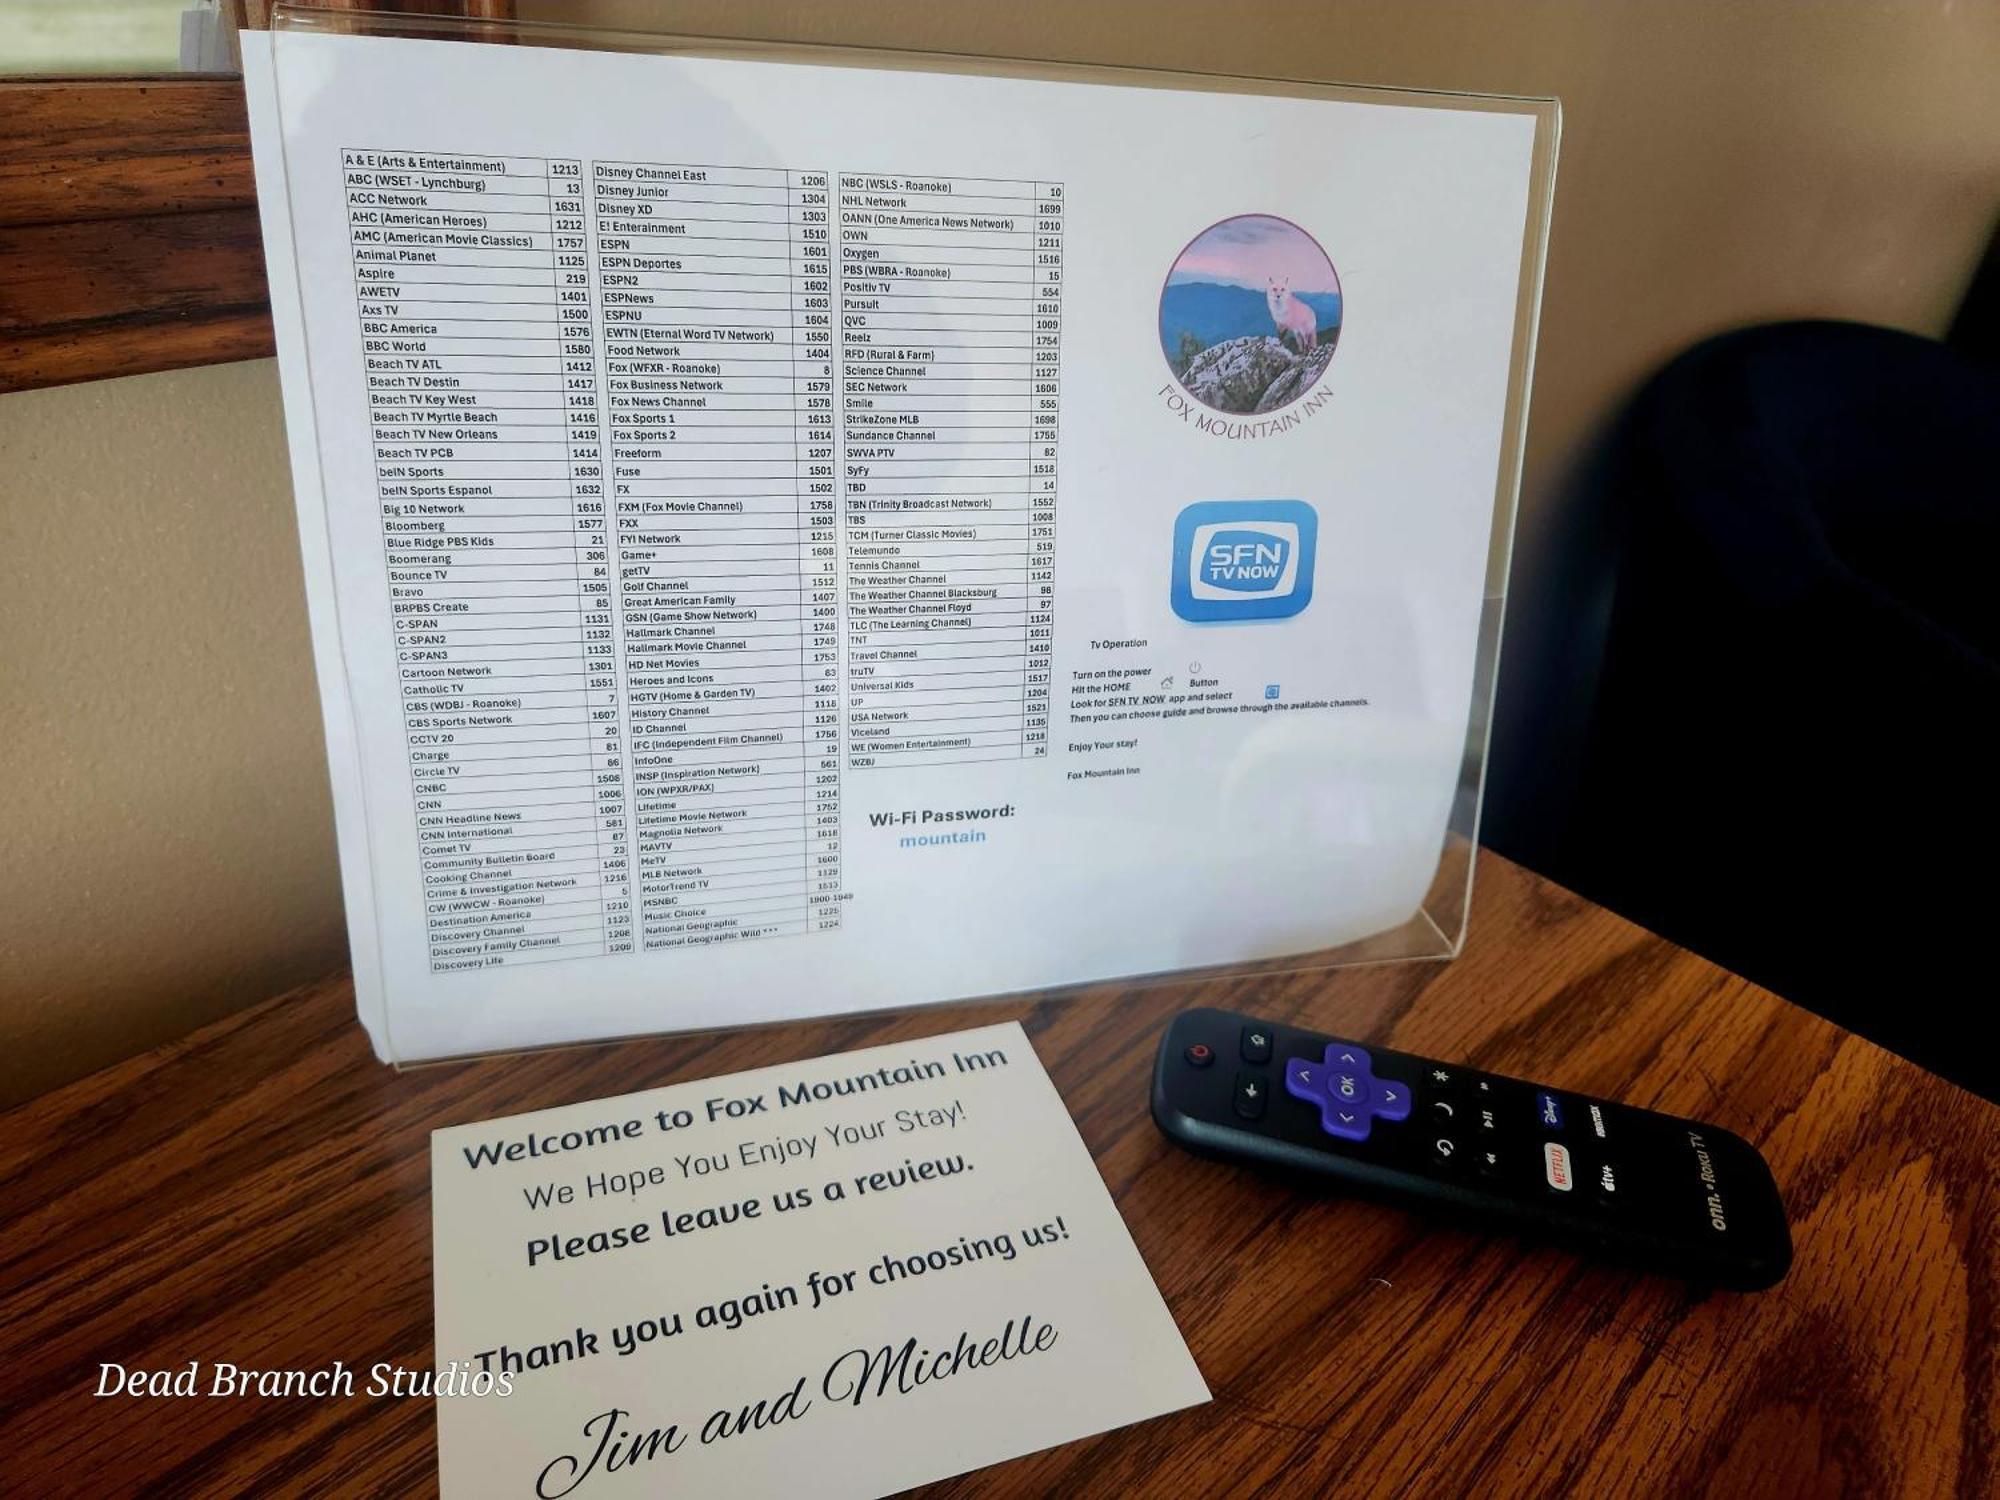 A & E (Arts & Entertainment) 1213
ABC (WSET - Lynchburg) 13
ACC Network 1631
AHC (American Heroes) 1212
AMC (American Movie Classics) 1757
Animal Planet 1125
Aspire 219
AWETV 1401
Axs TV 1500
BBC America 1576
BBC World 1580
Beach TV ATL 1412
Beach TV Destin 1417
Beach TV Key West 1418
Beach TV Myrtle Beach 1416
Beach TV New Orleans 1419
Beach TV PCB 1414
beIN Sports 1630
beIN Sports Espanol 1632
Big 10 Network 1616
Bloomberg 1577
Blue Ridge PBS Kids 21
Boomerang 306
Bounce TV 84
Bravo 1505
BRPBS Create 85
C-SPAN 1131
C-SPAN2 1132
C-SPAN3 1133
Cartoon Network 1301
Catholic TV 1551
CBS (WDBJ - Roanoke) 7
CBS Sports Network 1607
CCTV 20 20
Charge 81
Circle TV 86
CNBC 1506
CNN 1006
CNN Headline News 1007
CNN International 581
Comet TV 87
Community Bulletin Board 23
Cooking Channel 1406
Crime & Investigation Network 1216
CW (WWCW - Roanoke) 5
Destination America 1210
Discovery Channel 1123
Discovery Family Channel 1208
Discovery Life 1209
Disney Channel East 1206
Disney Junior 1304
Disney XD 1303
E! Enterainment 1510
ESPN 1601
ESPN Deportes 1615
ESPN2 1602
ESPNews 1603
ESPNU 1604
EWTN (Eternal Word TV Network) 1550
Food Network 1404
Fox (WFXR - Roanoke) 8
Fox Business Network 1579
Fox News Channel 1578
Fox Sports 1 1613
Fox Sports 2 1614
Freeform 1207
Fuse 1501
FX 1502
FXM (Fox Movie Channel) 1758
FXX 1503
FYI Network 1215
Game+ 1608
getTV 11
Golf Channel 1512
Great American Family 1407
GSN (Game Show Network) 1400
Hallmark Channel 1748
Hallmark Movie Channel 1749
HD Net Movies 1753
Heroes and Icons 83
HGTV (Home & Garden TV) 1402
History Channel 1118
ID Channel 1126
IFC (Independent Film Channel) 1756
InfoOne 19
INSP (Inspiration Network) 561
ION (WPXR/PAX) 1202
Lifetime 1214
Lifetime Movie Network 1752
Magnolia Network 1403
MAVTV 1618
MeTV 12
MLB Network 1600
MotorTrend TV 1129
MSNBC 1513
Music Choice 1900-1949
National Geographic 1225
National Geographic Wild *** 1224
NBC (WSLS - Roanoke) 10
NHL Network 1699
OANN (One America News Network) 1010
OWN 1211
Oxygen 1516
PBS (WBRA - Roanoke) 15
Positiv TV 554
Pursuit 1610
QVC 1009
Reelz 1754
RFD (Rural & Farm) 1203
Science Channel 1127
SEC Network 1606
Smile 555
StrikeZone MLB 1698
Sundance Channel 1755
SWVA PTV 82
SyFy 1518
TBD 14
TBN (Trinity Broadcast Network) 1552
TBS 1008
TCM (Turner Classic Movies) 1751
Telemundo 519
Tennis Channel 1617
The Weather Channel 1142
The Weather Channel Blacksburg 98
The Weather Channel Floyd 97
TLC (The Learning Channel) 1124
TNT 1011
Travel Channel 1410
truTV 1012
Universal Kids 1517
UP 1204
USA Network 1521
Viceland 1135
WE (Women Entertainment) 1218
WZBJ 24
Wi-Fi Password:
mountain
FOX MOUNTAIN INN
SFN
TV NOW
Tv Operation
Turn on the power
Hit the HOME Button
Look for SFN TV NOW app and select
Then you can choose guide and browse through the available channels.
Enjoy Your stay!
Fox Mountain Inn
Welcome to Fox Mountain Inn
We Hope You Enjoy Your Stay!
Please leave us a review.
Thank you again for choosing us!
Jim and Michelle
OK
Disney+
NETFLIX
tv+
onn. Roku TV
Dead Branch Studios